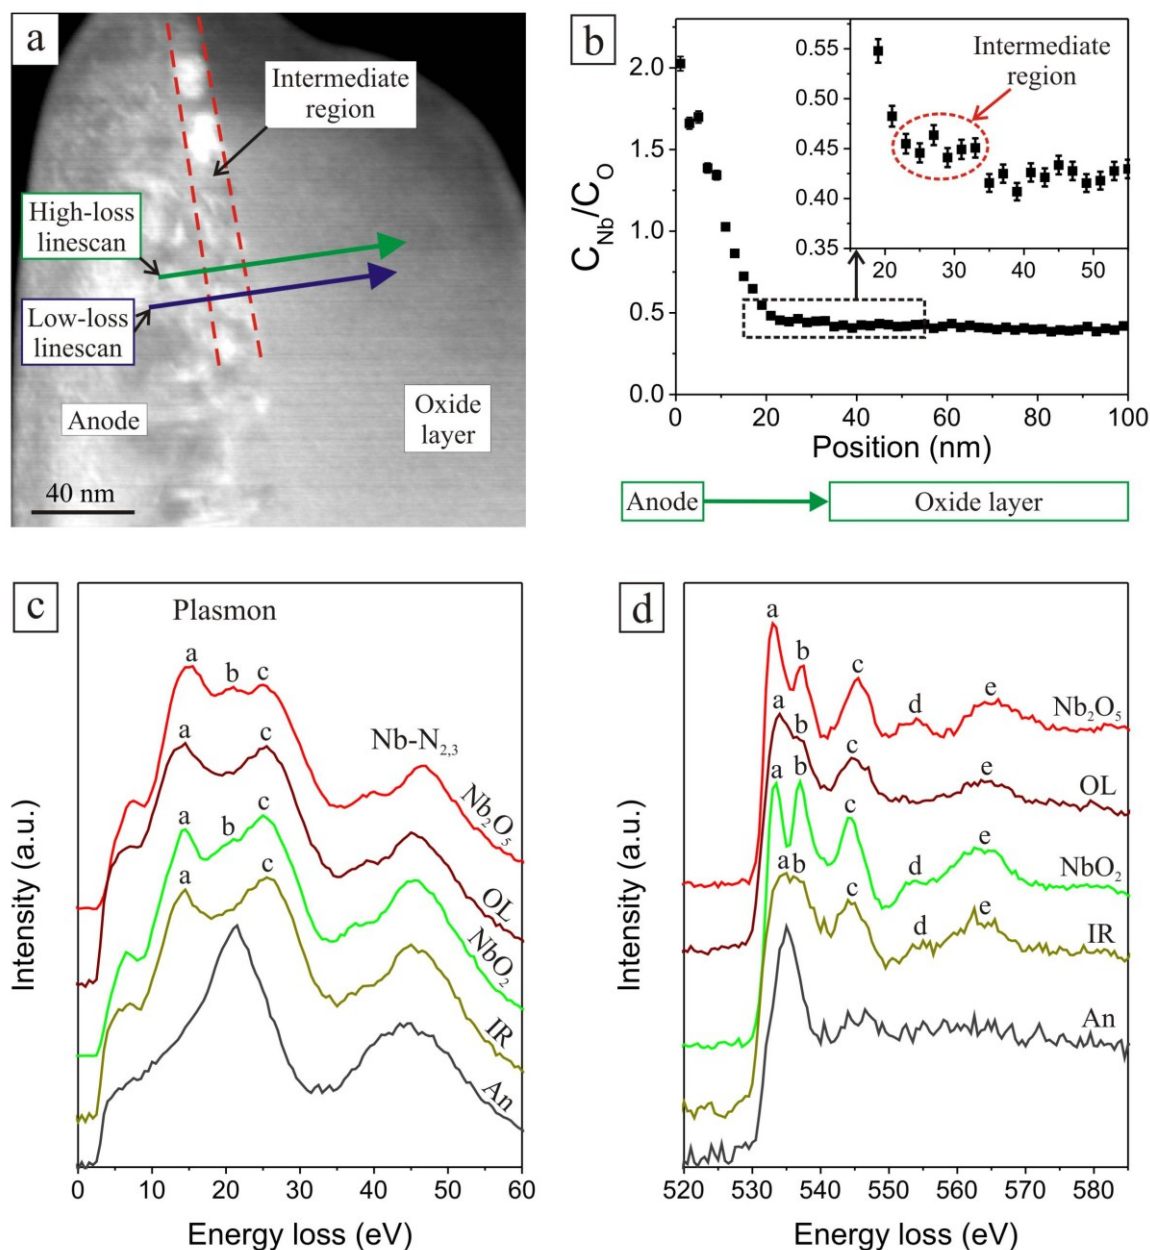 a
Intermediate
region
High-loss
linescan
Low-loss
linescan
Anode
Oxide
layer
40 nm
b
C_Nb/C_O
2.0
1.5
1.0
0.5
0.0
0.55
0.50
0.45
0.40
0.35
20 30 40 50
Intermediate
region
0 20 40 60 80 100
Position (nm)
Anode Oxide layer
c
Plasmon
a b c
Nb-N₂,₃
Nb₂O₅
a c
OL
a b c
NbO₂
a c
IR
An
Intensity (a.u.)
0 10 20 30 40 50 60
Energy loss (eV)
d
a b c d e
Nb₂O₅
a b c e
OL
a b c d e
NbO₂
a b c d e
IR
An
Intensity (a.u.)
520 530 540 550 560 570 580
Energy loss (eV)